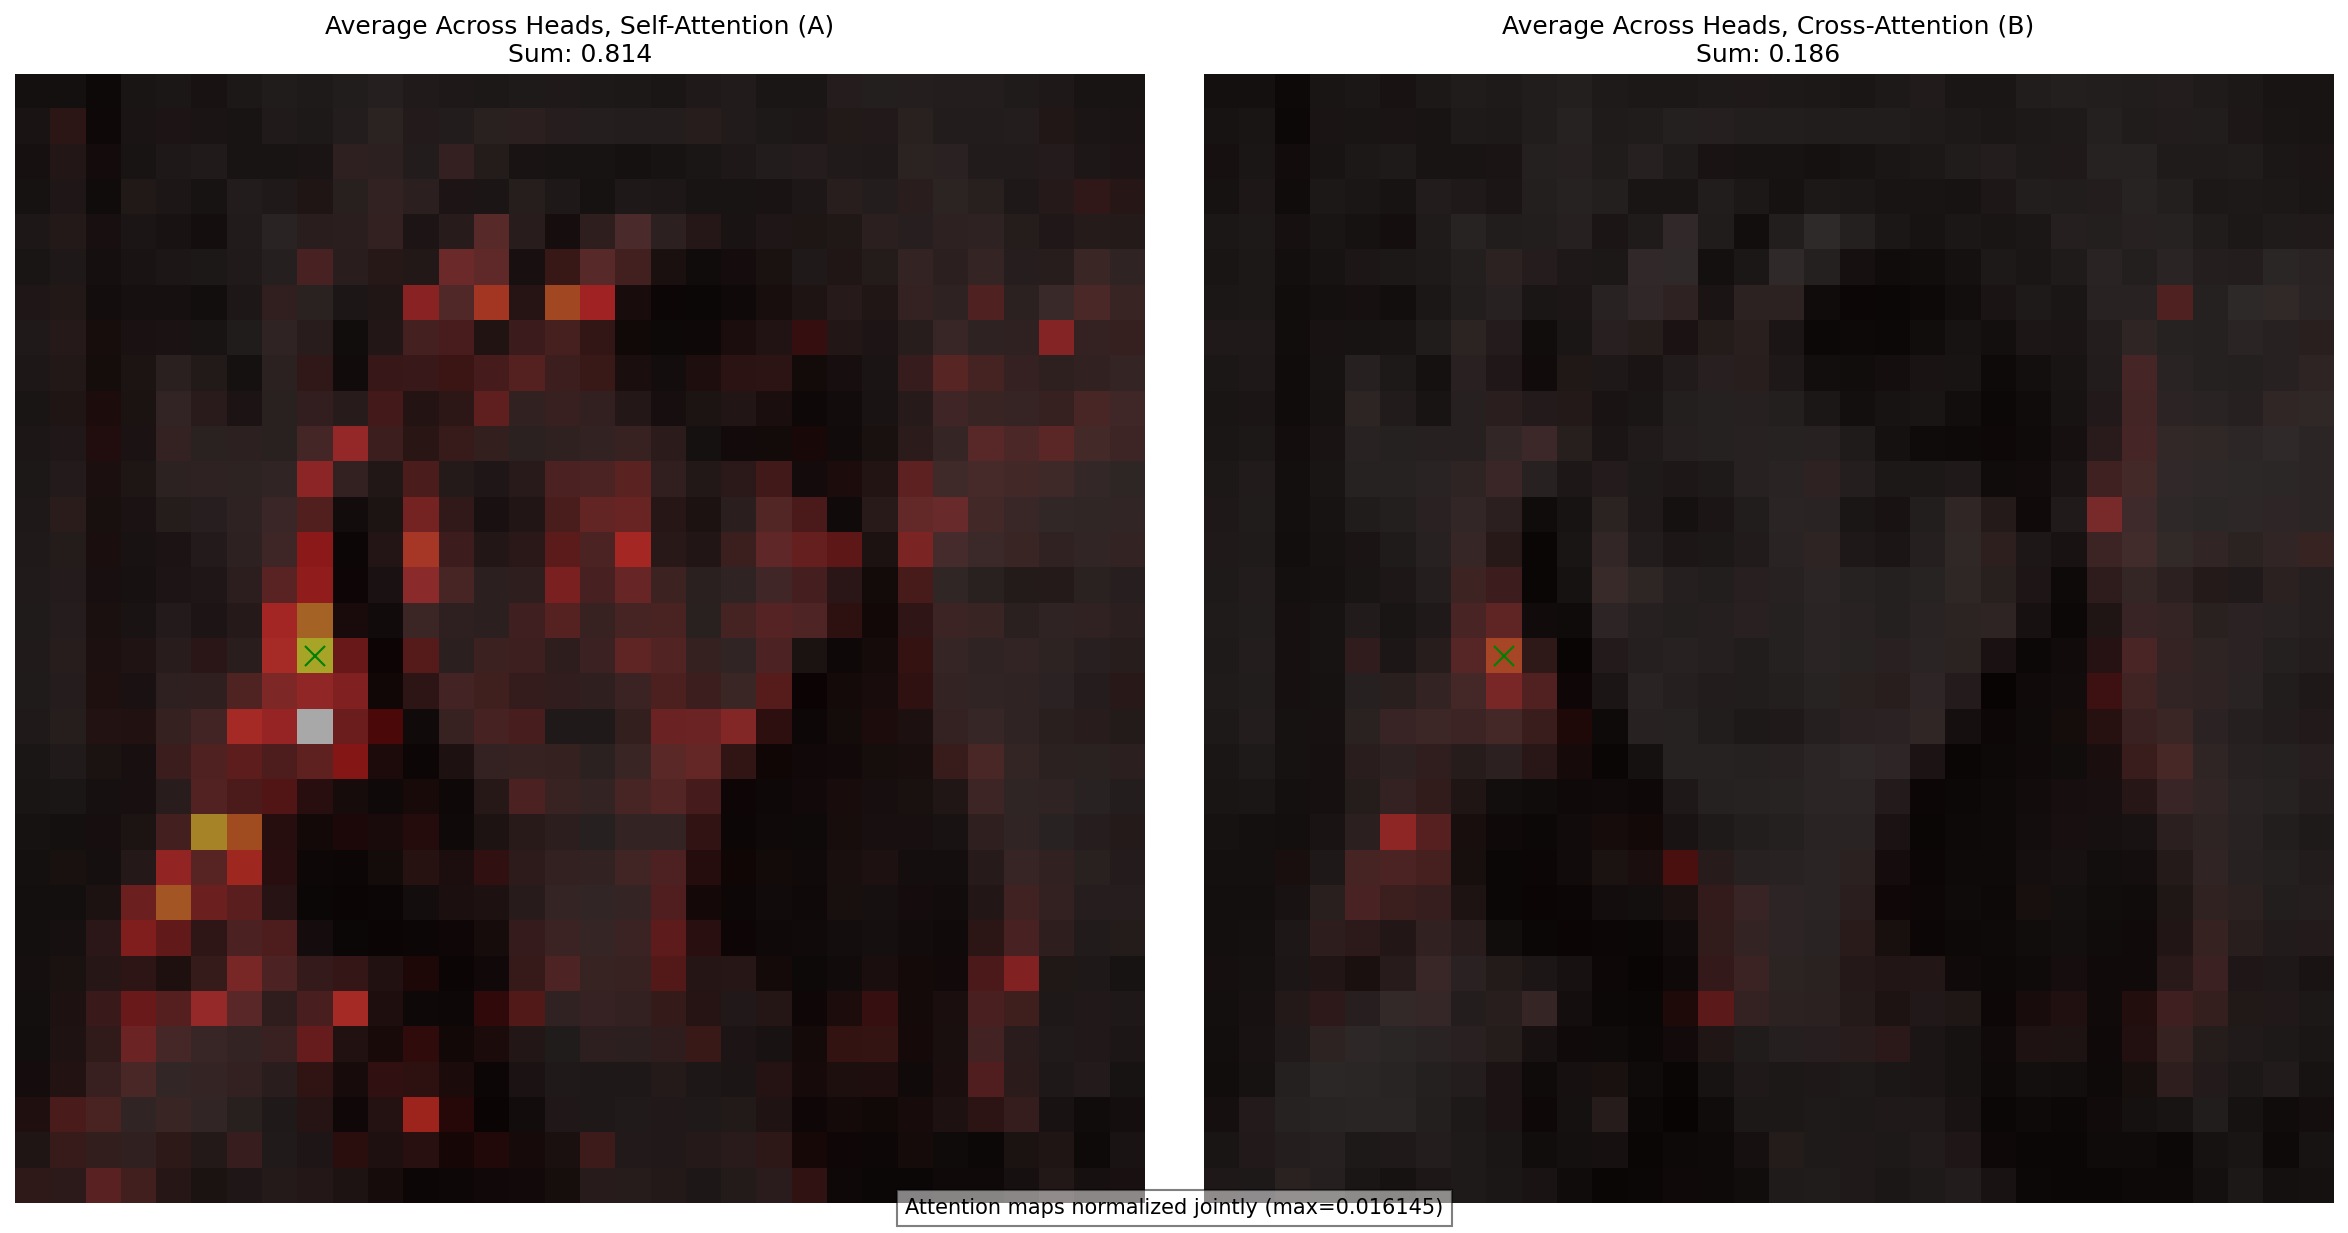 Average Across Heads, Self-Attention (A)
Sum: 0.814
Average Across Heads, Cross-Attention (B)
Sum: 0.186
Attention maps normalized jointly (max=0.016145)